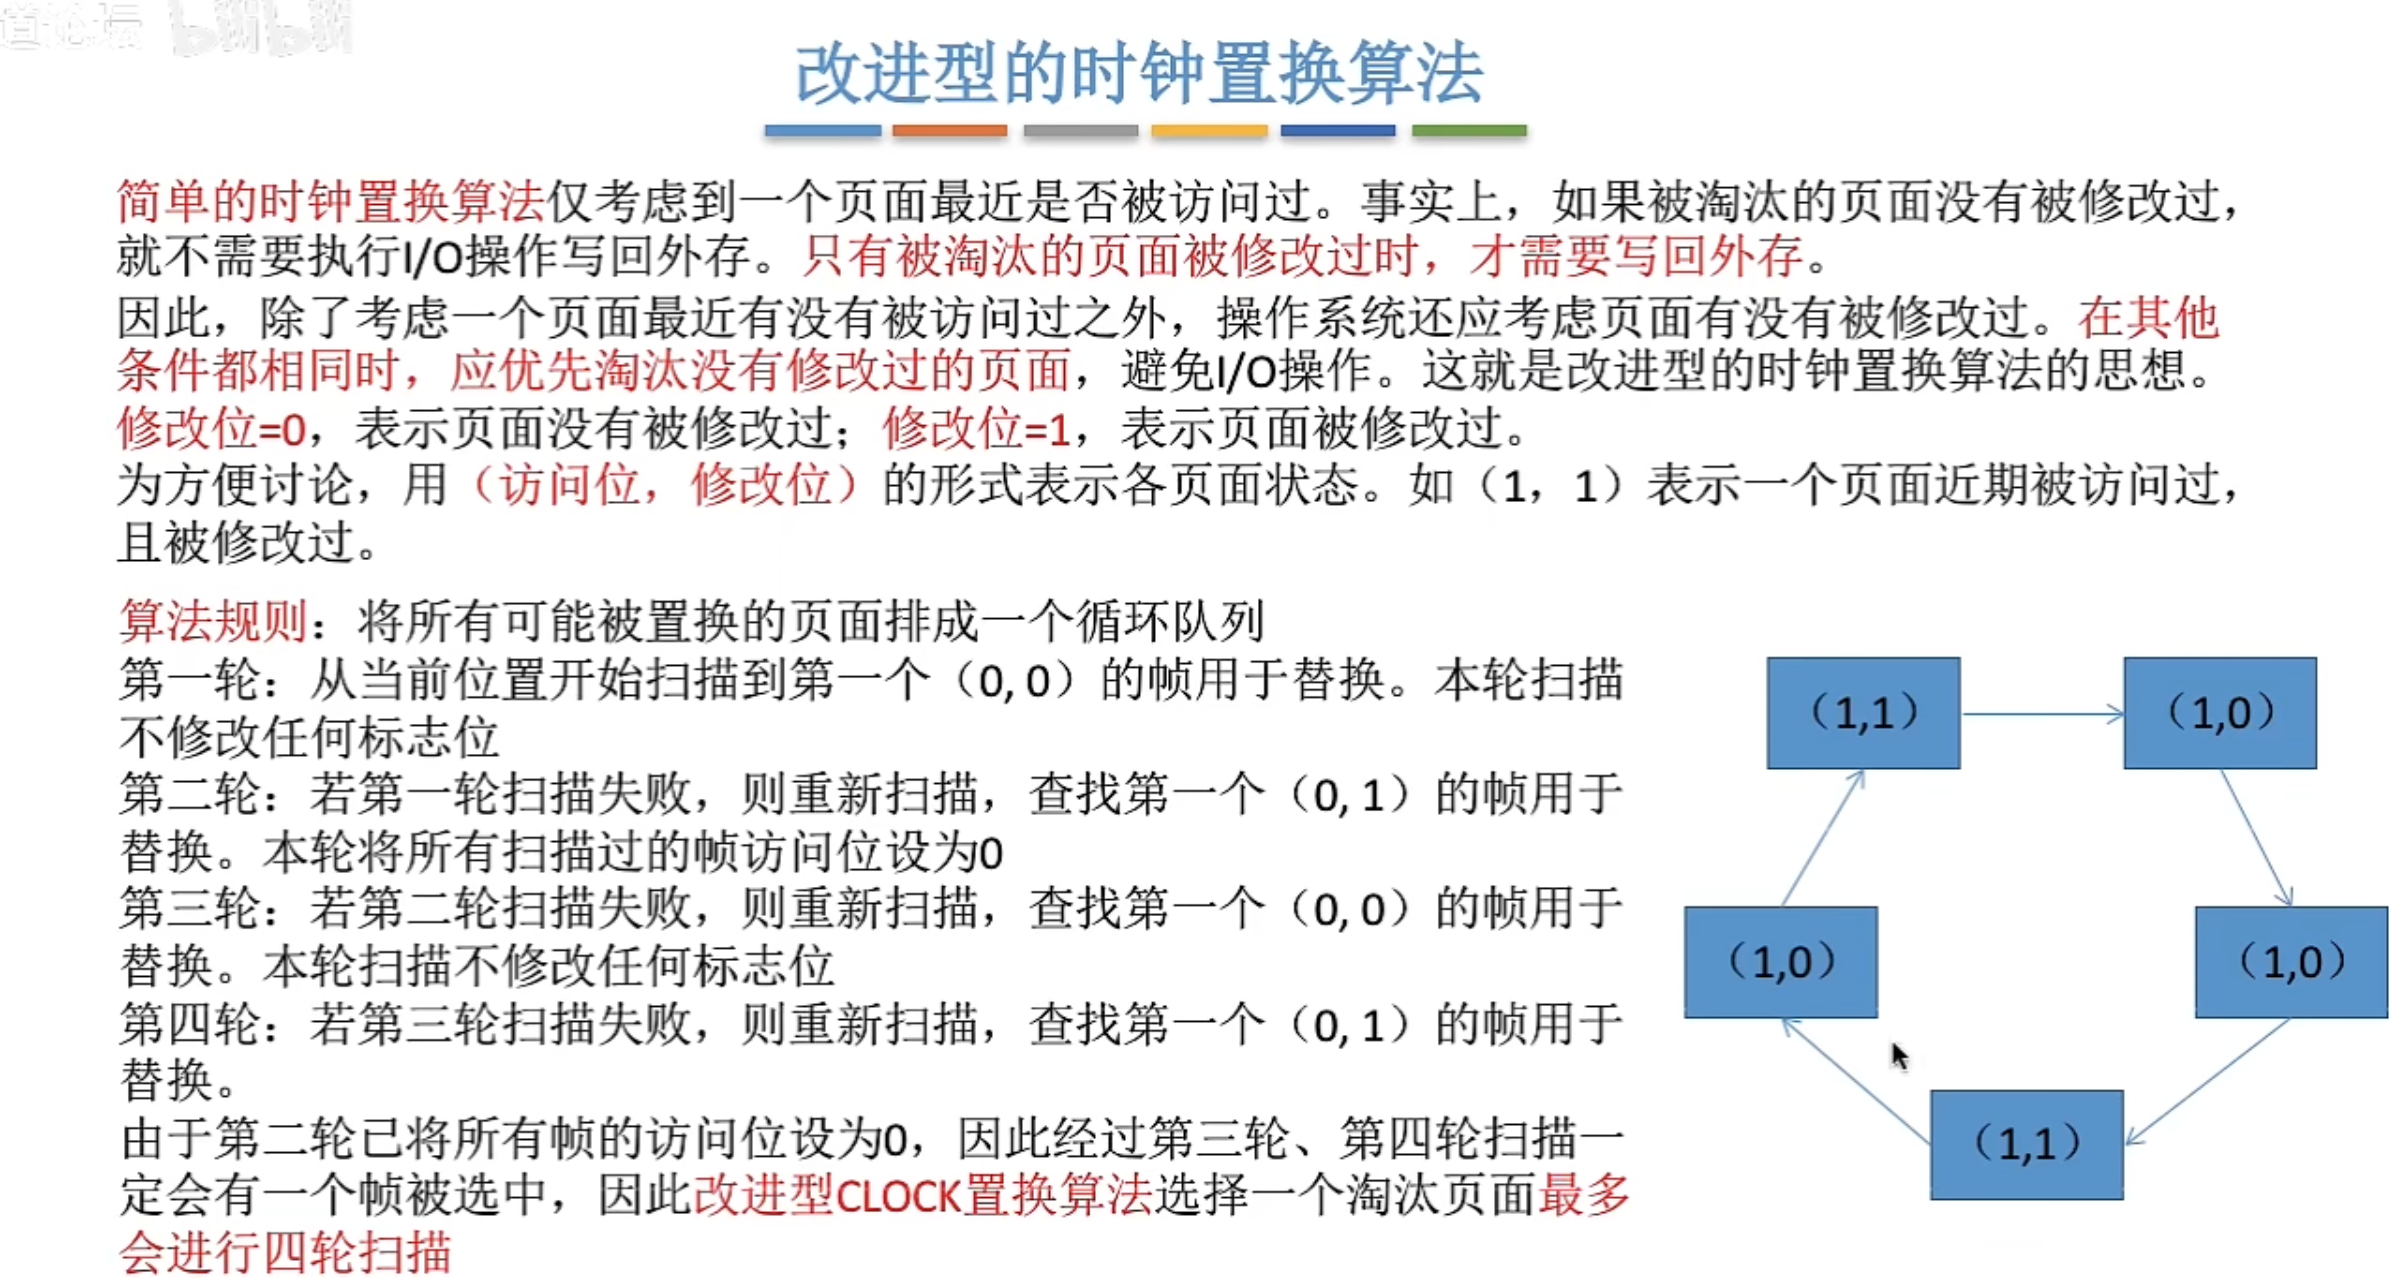 道论坛 bilibili
改进型的时钟置换算法
简单的时钟置换算法仅考虑到一个页面最近是否被访问过。事实上，如果被淘汰的页面没有被修改过，
就不需要执行I/O操作写回外存。只有被淘汰的页面被修改过时，才需要写回外存。
因此，除了考虑一个页面最近有没有被访问过之外，操作系统还应考虑页面有没有被修改过。在其他
条件都相同时，应优先淘汰没有修改过的页面，避免I/O操作。这就是改进型的时钟置换算法的思想。
修改位=0，表示页面没有被修改过；修改位=1，表示页面被修改过。
为方便讨论，用（访问位，修改位）的形式表示各页面状态。如（1，1）表示一个页面近期被访问过，
且被修改过。
算法规则：将所有可能被置换的页面排成一个循环队列
第一轮：从当前位置开始扫描到第一个（0, 0）的帧用于替换。本轮扫描
不修改任何标志位
第二轮：若第一轮扫描失败，则重新扫描，查找第一个（0, 1）的帧用于
替换。本轮将所有扫描过的帧访问位设为0
第三轮：若第二轮扫描失败，则重新扫描，查找第一个（0, 0）的帧用于
替换。本轮扫描不修改任何标志位
第四轮：若第三轮扫描失败，则重新扫描，查找第一个（0, 1）的帧用于
替换。
由于第二轮已将所有帧的访问位设为0，因此经过第三轮、第四轮扫描一
定会有一个帧被选中，因此改进型CLOCK置换算法选择一个淘汰页面最多
会进行四轮扫描
（1,1）
（1,0）
（1,0）
（1,0）
（1,1）